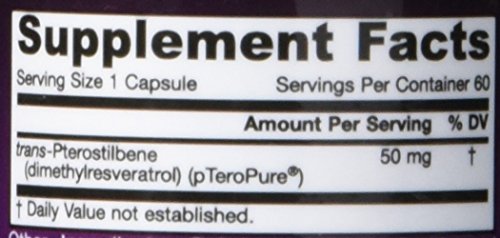 Supplement Facts
Serving Size 1 Capsule Servings Per Container 60
Amount Per Serving % DV
trans-Pterostilbene 50 mg †
(dimethylresveratrol) (pTeroPure®)
† Daily Value not established.